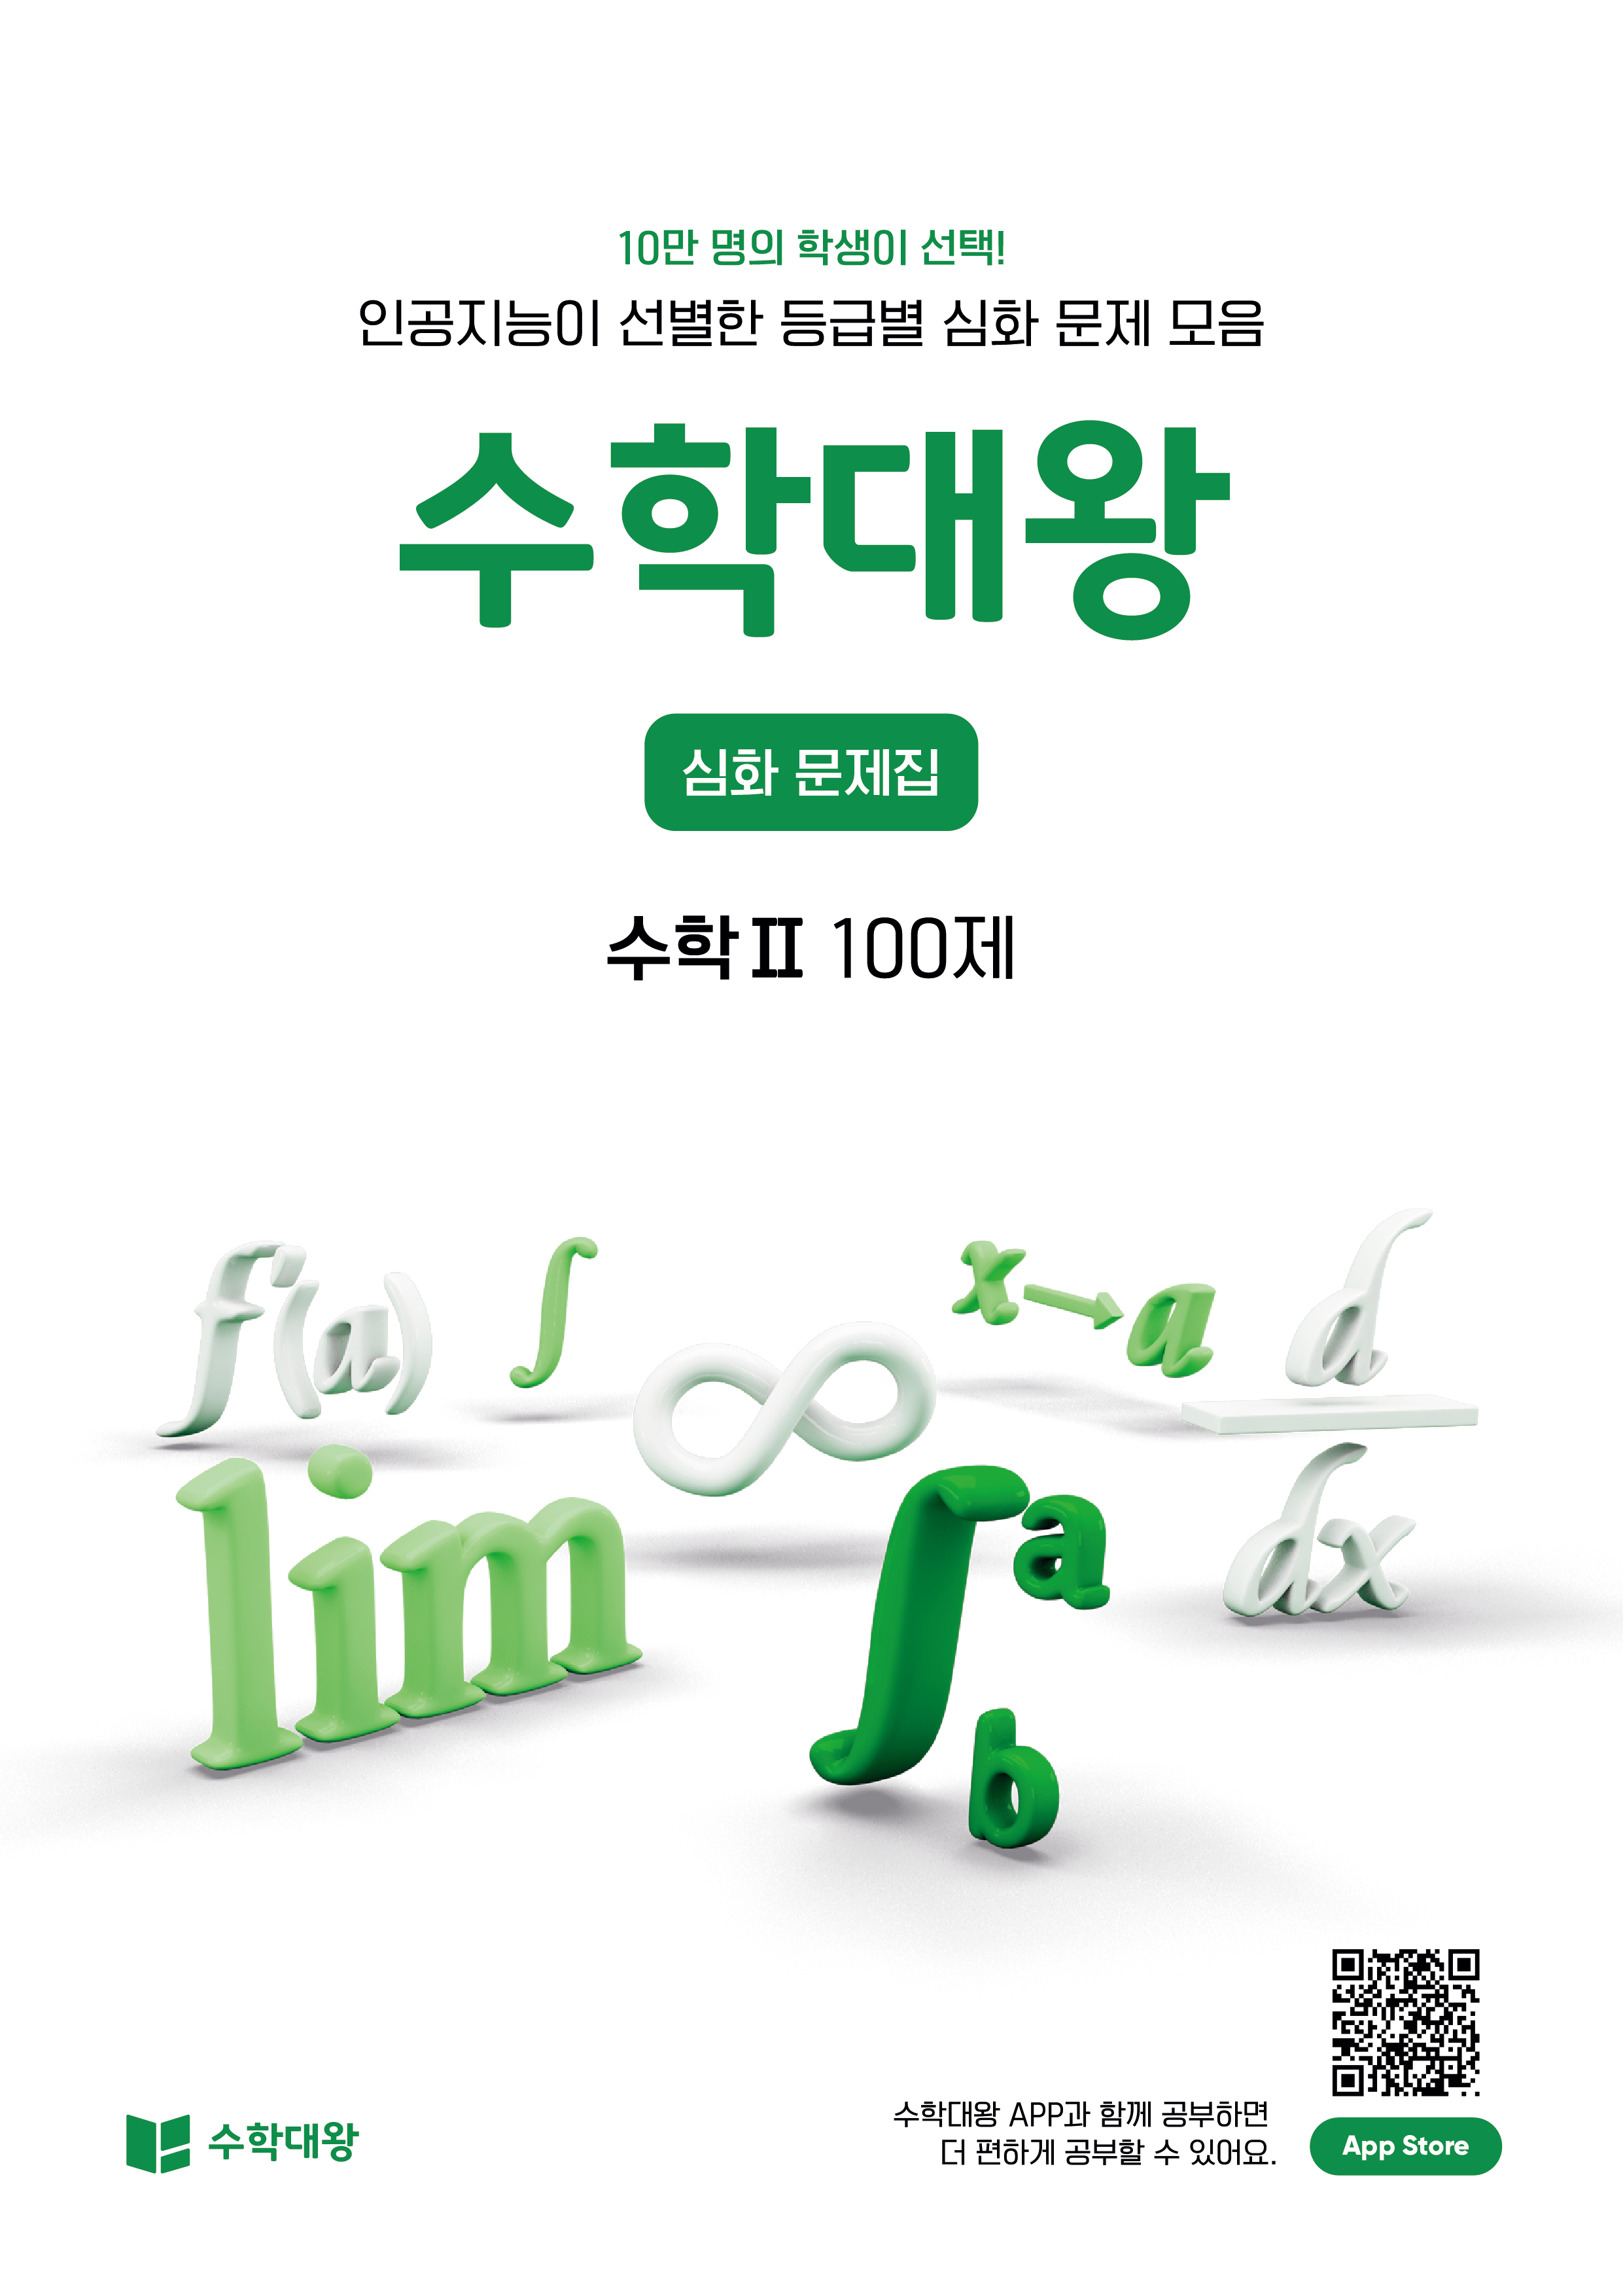 10만 명의 학생이 선택!
인공지능이 선별한 등급별 심화 문제 모음
수학대왕
심화 문제집
수학Ⅱ 100제
f'(a)
∫
x→a
d
dx
∞
lim
∫ a b
수학대왕
수학대왕 APP과 함께 공부하면
더 편하게 공부할 수 있어요.
App Store